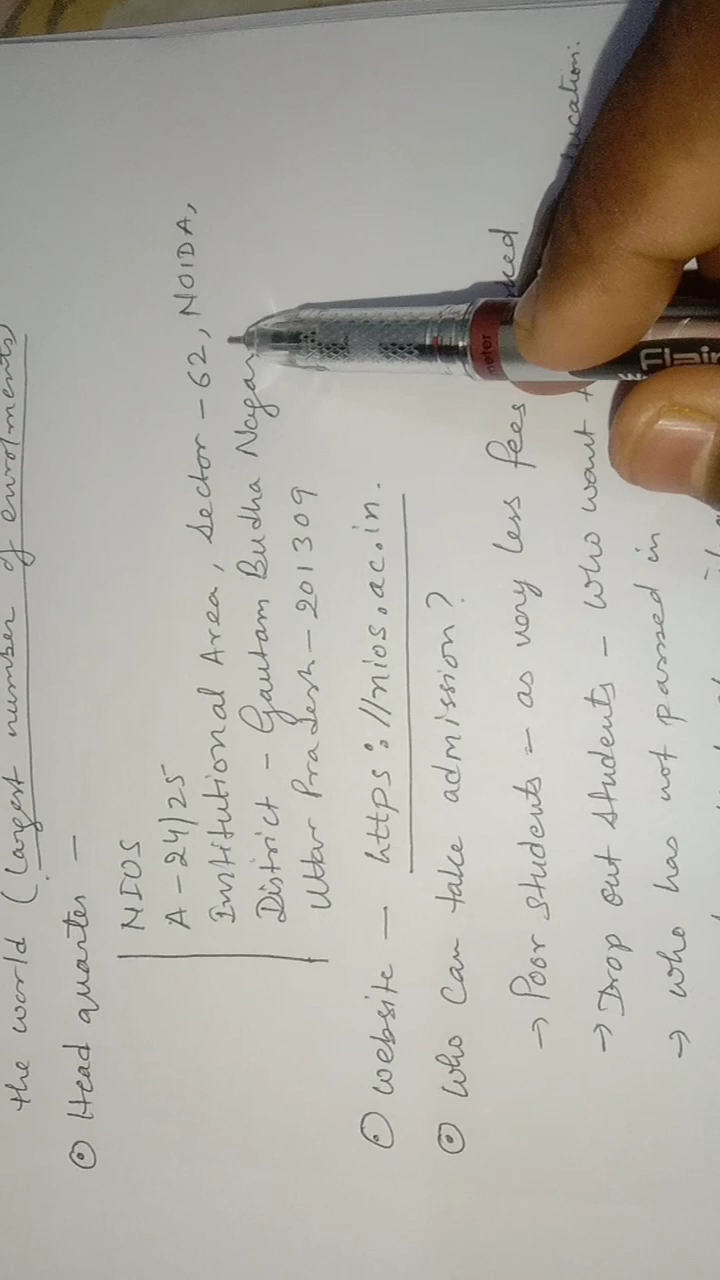 the world (largest number of enrolments)
⊙ Head quarter —
NIOS
A-24/25
Institutional Area, Sector-62, NOIDA,
District - Gautam Budha Nagar
Uttar Pradesh-201309
⊙ Website — https://nios.ac.in.
⊙ Who can take admission?
→ Poor students - as very less fees
→ Drop out students - who want
→ who has not passed in
Flair